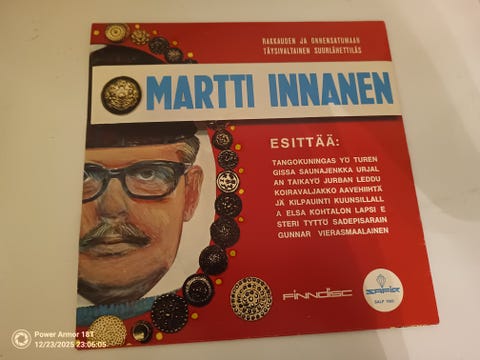 RAKKAUDEN JA ONNENSATUMAAN
TÄYSIVALTAINEN SUURLÄHETTILÄS
MARTTI INNANEN
ESITTÄÄ:
TANGOKUNINGAS YÖ TUREN
GISSA SAUNAJENKKA URJAL
AN TAIKAYÖ JURBAN LEDDU
KOIRAVALJAKKO AAVEHIIHTÄ
JÄ KILPAUINTI KUUNSILLALL
A ELSA KOHTALON LAPSI E
STERI TYTTÖ SADEPISARAIN
GUNNAR VIERASMAALAINEN
FINNDISC
SAFIR
SALP
Power Armor 18T
12/23/2025 23:06:05